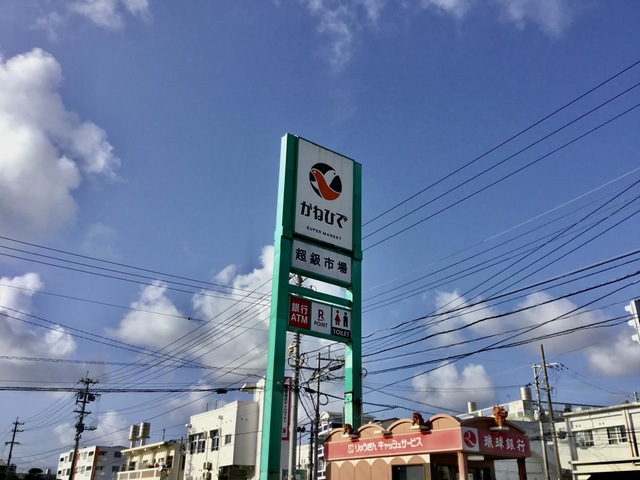 かねひで
SUPER MARKET
超級市場
銀行
ATM
R
POINT
TOILET
りゅうぎん キャッシュサービス
琉球銀行